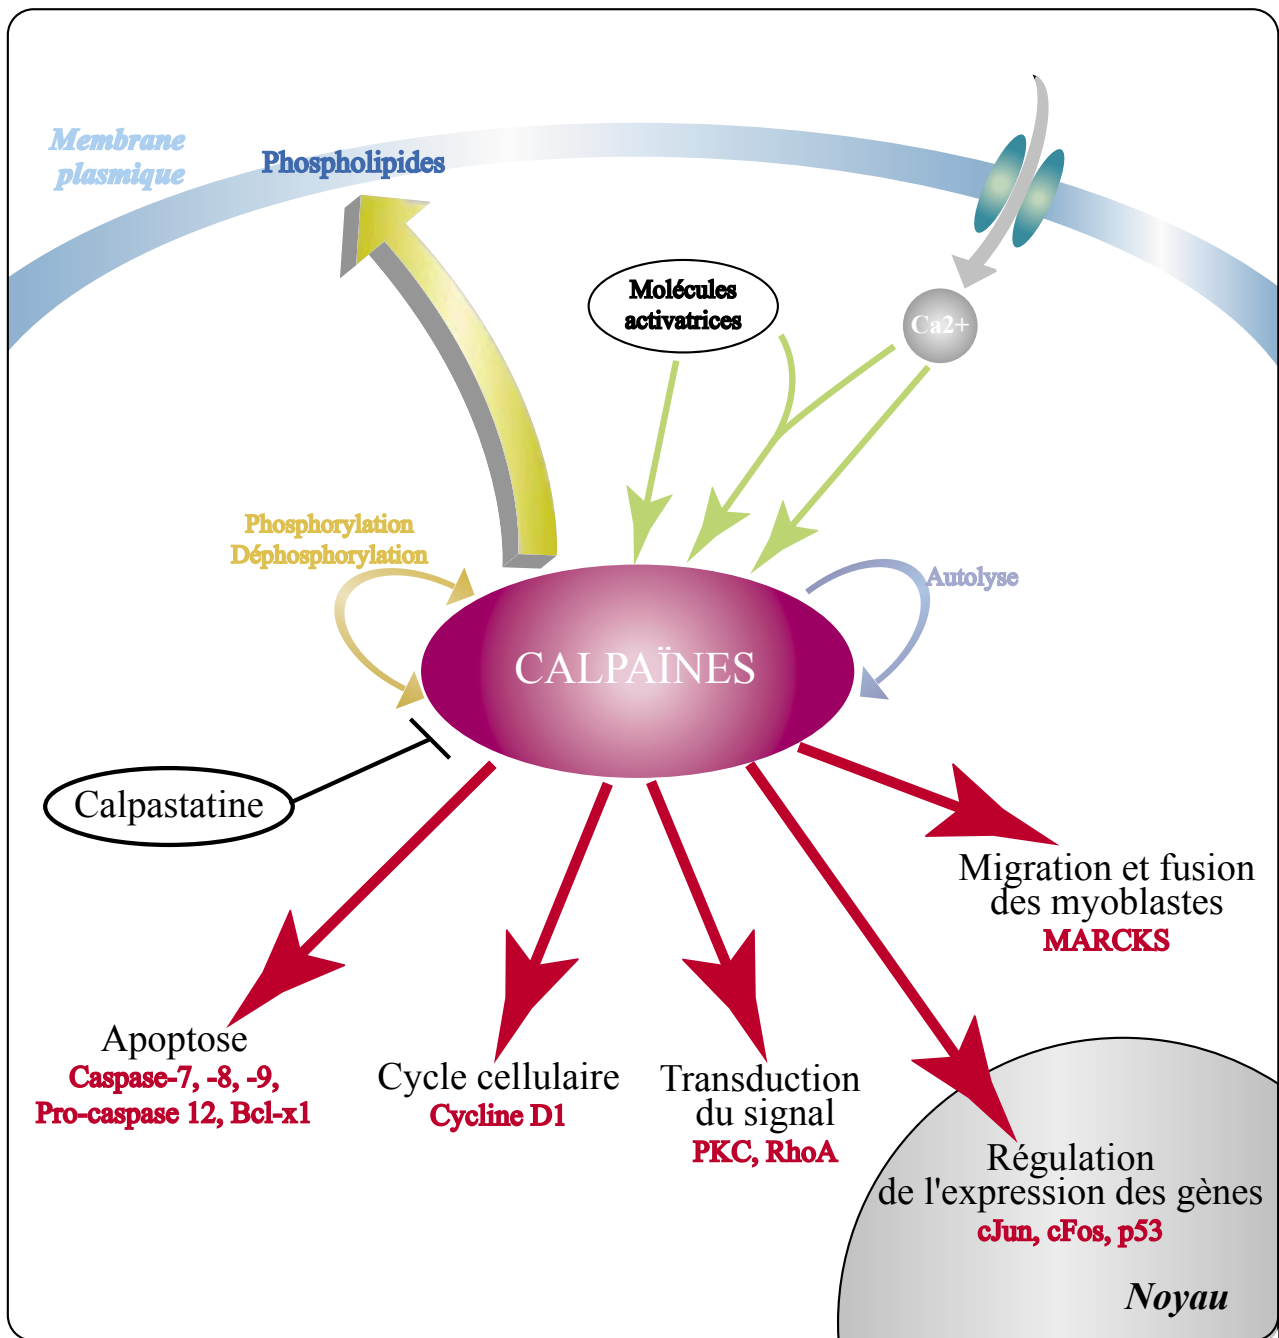 Membrane
plasmique
Phospholipides
Molécules
activatrices
Ca2+
Phosphorylation
Déphosphorylation
Autolyse
CALPAÏNES
Calpastatine
Migration et fusion
des myoblastes
MARCKS
Apoptose
Caspase-7, -8, -9,
Pro-caspase 12, Bcl-x1
Cycle cellulaire
Cycline D1
Transduction
du signal
PKC, RhoA
Régulation
de l'expression des gènes
cJun, cFos, p53
Noyau